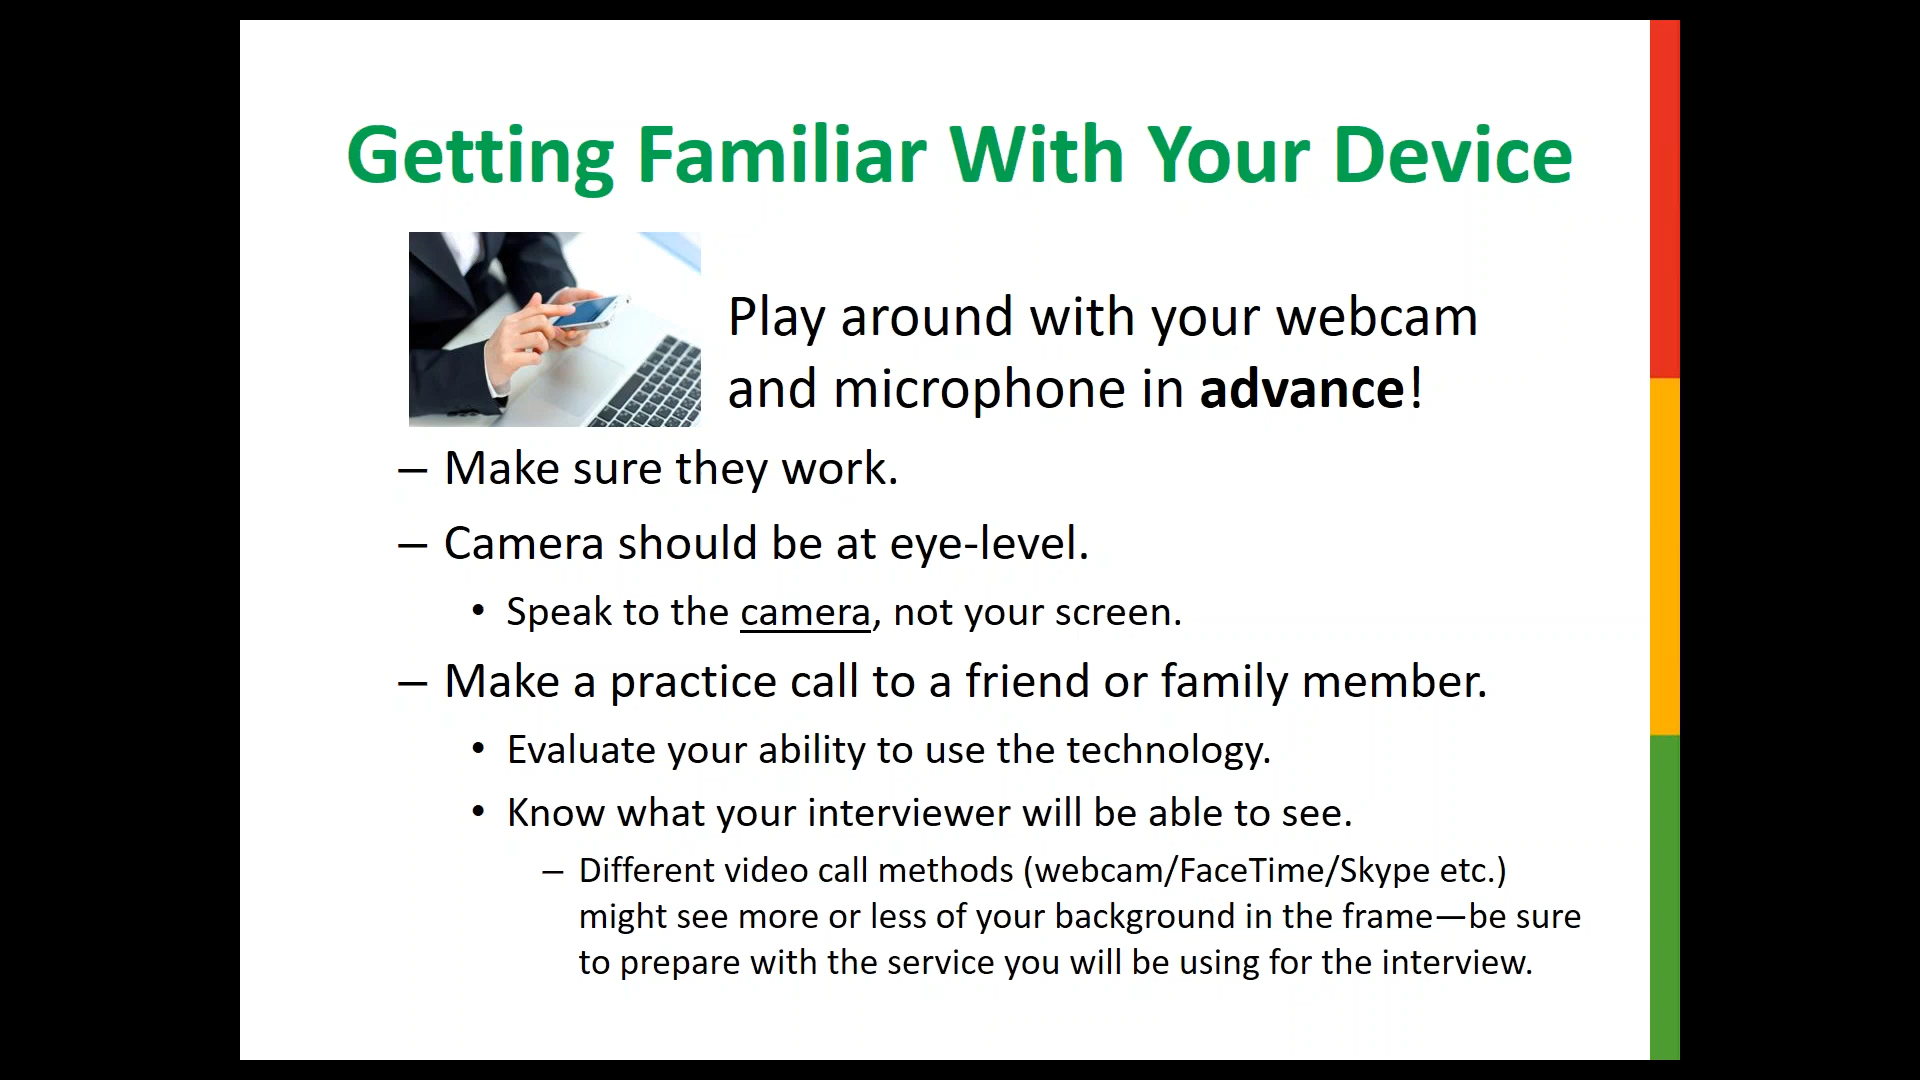 Getting Familiar With Your Device
Play around with your webcam
and microphone in advance!
– Make sure they work.
– Camera should be at eye-level.
• Speak to the camera, not your screen.
– Make a practice call to a friend or family member.
• Evaluate your ability to use the technology.
• Know what your interviewer will be able to see.
– Different video call methods (webcam/FaceTime/Skype etc.)
might see more or less of your background in the frame—be sure
to prepare with the service you will be using for the interview.